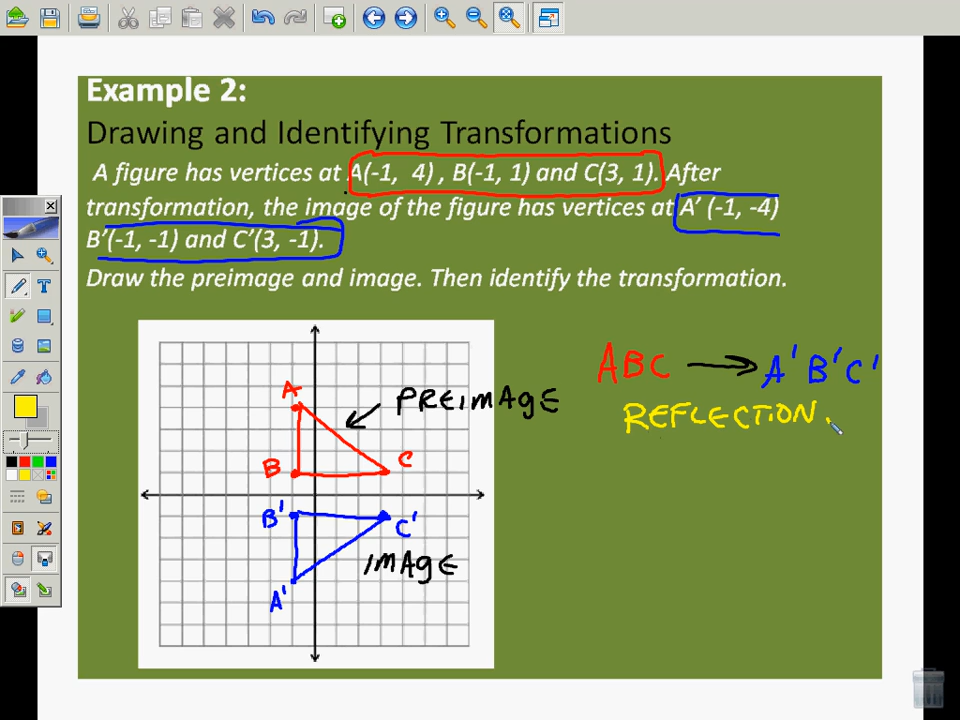 Example 2:
Drawing and Identifying Transformations
A figure has vertices at A(-1, 4) , B(-1, 1) and C(3, 1). After
transformation, the image of the figure has vertices at A’ (-1, -4)
B’(-1, -1) and C’(3, -1).
Draw the preimage and image. Then identify the transformation.
ABC → A'B'C'
REFLECTION.
A
PREIMAgE
B
C
B'
C'
IMAgE
A'
T